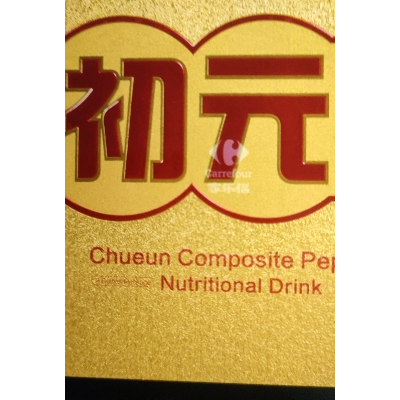 初元
Carrefour
家乐福
Chueun Composite Pep
Nutritional Drink